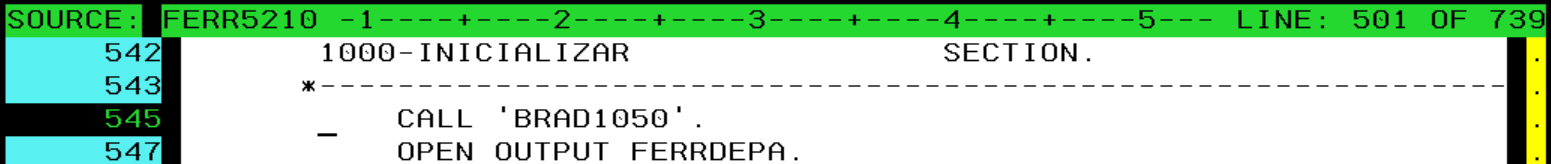 SOURCE: FERR5210 -1----+----2----+----3----+----4----+----5--- LINE: 501 OF 739
542 1000-INICIALIZAR SECTION. .
543 *------------------------------------------------------------- .
545 _ CALL 'BRAD1050'. .
547 OPEN OUTPUT FERRDEPA. .